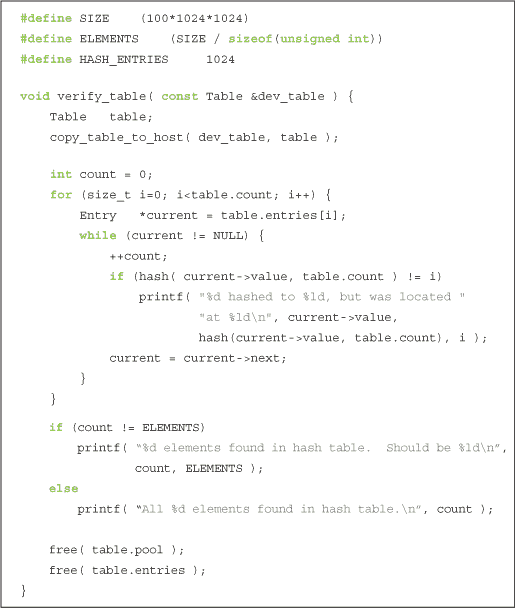 #define SIZE    (100*1024*1024)
#define ELEMENTS    (SIZE / sizeof(unsigned int))
#define HASH_ENTRIES     1024
void verify_table( const Table &dev_table ) {
    Table   table;
    copy_table_to_host( dev_table, table );
    int count = 0;
    for (size_t i=0; i<table.count; i++) {
        Entry   *current = table.entries[i];
        while (current != NULL) {
            ++count;
            if (hash( current->value, table.count ) != i)
                printf( "%d hashed to %ld, but was located "
                        "at %ld\n", current->value,
                        hash(current->value, table.count), i );
            current = current->next;
        }
    }
    if (count != ELEMENTS)
        printf( “%d elements found in hash table.  Should be %ld\n”,
                count, ELEMENTS );
    else
        printf( “All %d elements found in hash table.\n”, count );
    free( table.pool );
    free( table.entries );
}